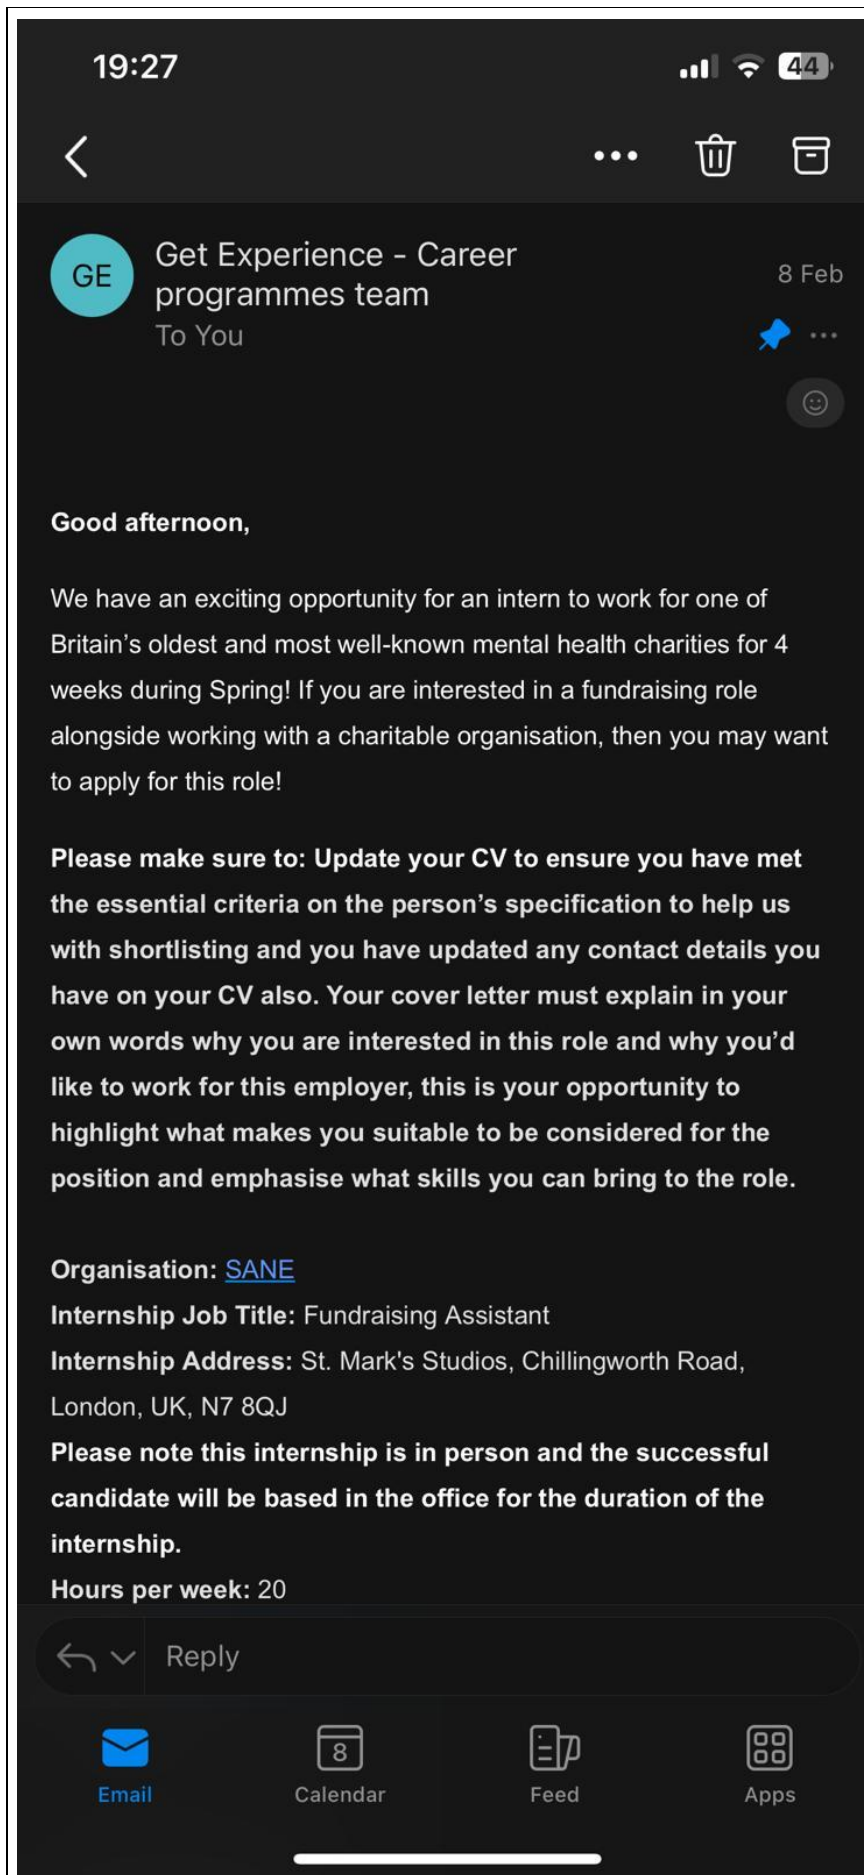 19:27
44
GE
Get Experience - Career
programmes team
8 Feb
To You
Good afternoon,
We have an exciting opportunity for an intern to work for one of
Britain's oldest and most well-known mental health charities for 4
weeks during Spring! If you are interested in a fundraising role
alongside working with a charitable organisation, then you may want
to apply for this role!
Please make sure to: Update your CV to ensure you have met
the essential criteria on the person's specification to help us
with shortlisting and you have updated any contact details you
have on your CV also. Your cover letter must explain in your
own words why you are interested in this role and why you'd
like to work for this employer, this is your opportunity to
highlight what makes you suitable to be considered for the
position and emphasise what skills you can bring to the role.
Organisation: SANE
Internship Job Title: Fundraising Assistant
Internship Address: St. Mark's Studios, Chillingworth Road,
London, UK, N7 8QJ
Please note this internship is in person and the successful
candidate will be based in the office for the duration of the
internship.
Hours per week: 20
Reply
8
Email
Calendar
Feed
Apps